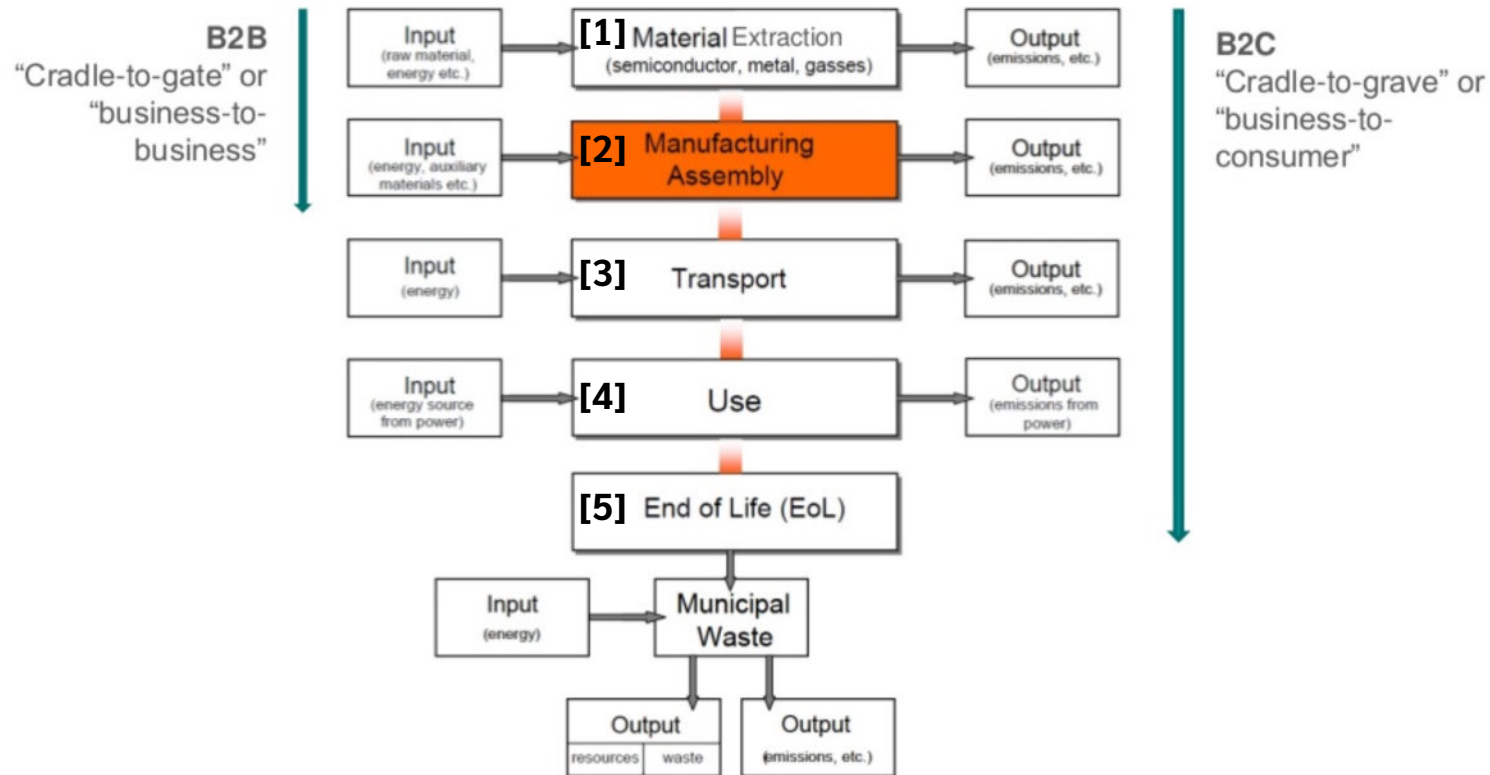 B2B
“Cradle-to-gate” or
“business-to-
business”
Input
(raw material,
energy etc.)
[1] Material Extraction
(semiconductor, metal, gasses)
Output
(emissions, etc.)
B2C
“Cradle-to-grave” or
“business-to-
consumer”
Input
(energy, auxiliary
materials etc.)
[2] Manufacturing
Assembly
Output
(emissions, etc.)
Input
(energy)
[3] Transport
Output
(emissions, etc.)
Input
(energy source
from power)
[4] Use
Output
(emissions from
power)
[5] End of Life (EoL)
Input
(energy)
Municipal
Waste
Output
resources waste
Output
(emissions, etc.)